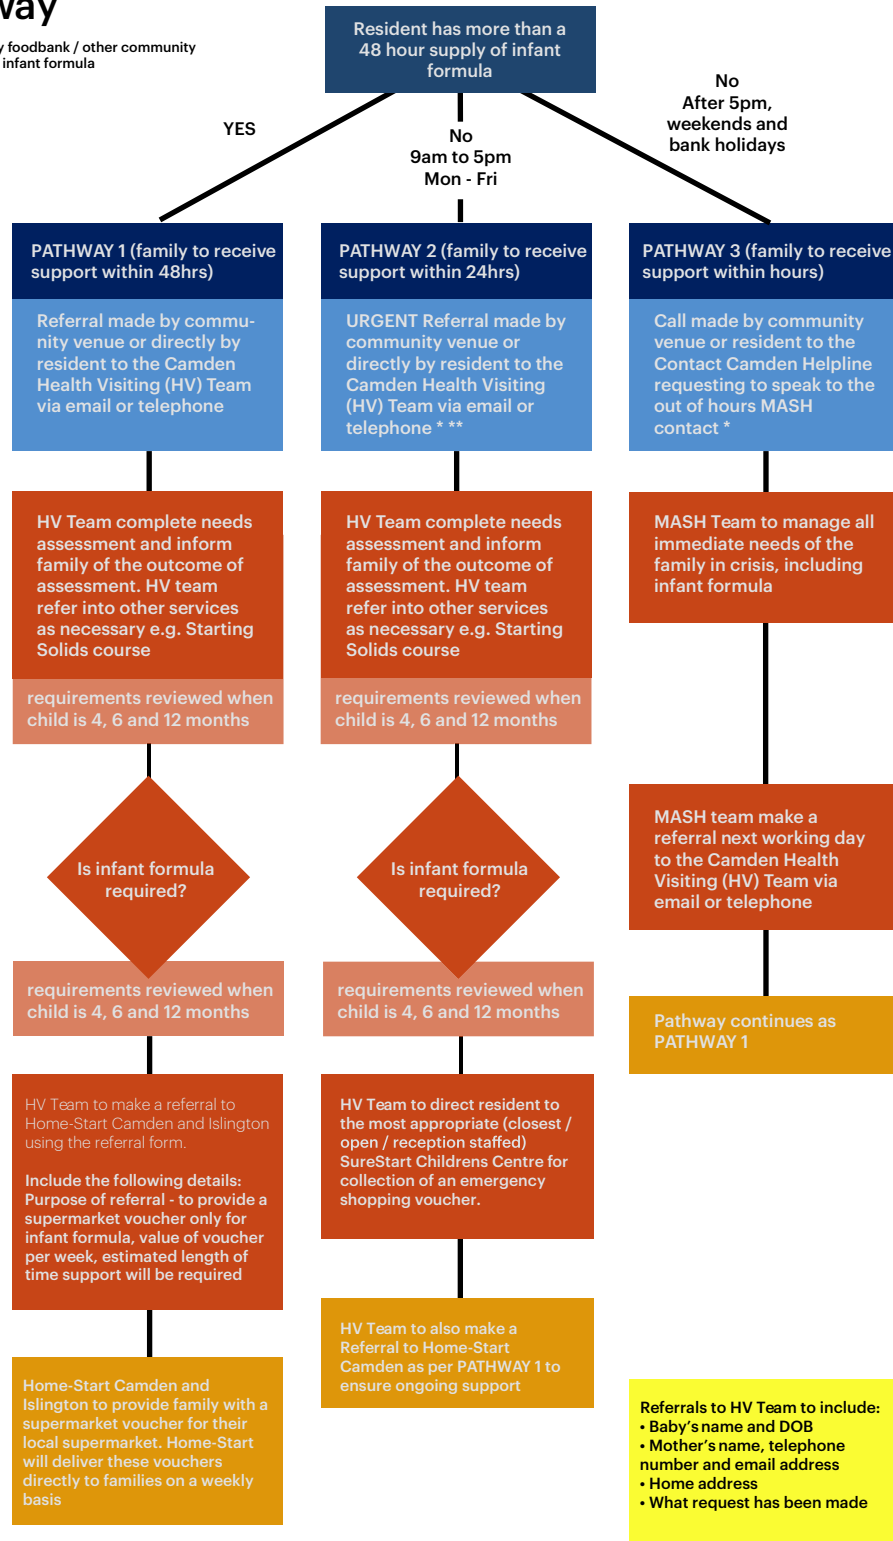 way
y foodbank / other community
infant formula
Resident has more than a
48 hour supply of infant
formula
YES
No
9am to 5pm
Mon - Fri
No
After 5pm,
weekends and
bank holidays
PATHWAY 1 (family to receive
support within 48hrs)
Referral made by commu-
nity venue or directly by
resident to the Camden
Health Visiting (HV) Team
via email or telephone
HV Team complete needs
assessment and inform
family of the outcome of
assessment. HV team
refer into other services
as necessary e.g. Starting
Solids course
requirements reviewed when
child is 4, 6 and 12 months
Is infant formula
required?
requirements reviewed when
child is 4, 6 and 12 months
HV Team to make a referral to
Home-Start Camden and Islington
using the referral form.
Include the following details:
Purpose of referral - to provide a
supermarket voucher only for
infant formula, value of voucher
per week, estimated length of
time support will be required
Home-Start Camden and
Islington to provide family with a
supermarket voucher for their
local supermarket. Home-Start
will deliver these vouchers
directly to families on a weekly
basis
PATHWAY 2 (family to receive
support within 24hrs)
URGENT Referral made by
community venue or
directly by resident to the
Camden Health Visiting
(HV) Team via email or
telephone * **
HV Team complete needs
assessment and inform
family of the outcome of
assessment. HV team
refer into other services
as necessary e.g. Starting
Solids course
requirements reviewed when
child is 4, 6 and 12 months
Is infant formula
required?
requirements reviewed when
child is 4, 6 and 12 months
HV Team to direct resident to
the most appropriate (closest /
open / reception staffed)
SureStart Childrens Centre for
collection of an emergency
shopping voucher.
HV Team to also make a
Referral to Home-Start
Camden as per PATHWAY 1 to
ensure ongoing support
PATHWAY 3 (family to receive
support within hours)
Call made by community
venue or resident to the
Contact Camden Helpline
requesting to speak to the
out of hours MASH
contact *
MASH Team to manage all
immediate needs of the
family in crisis, including
infant formula
MASH team make a
referral next working day
to the Camden Health
Visiting (HV) Team via
email or telephone
Pathway continues as
PATHWAY 1
Referrals to HV Team to include:
• Baby's name and DOB
• Mother's name, telephone
number and email address
• Home address
• What request has been made